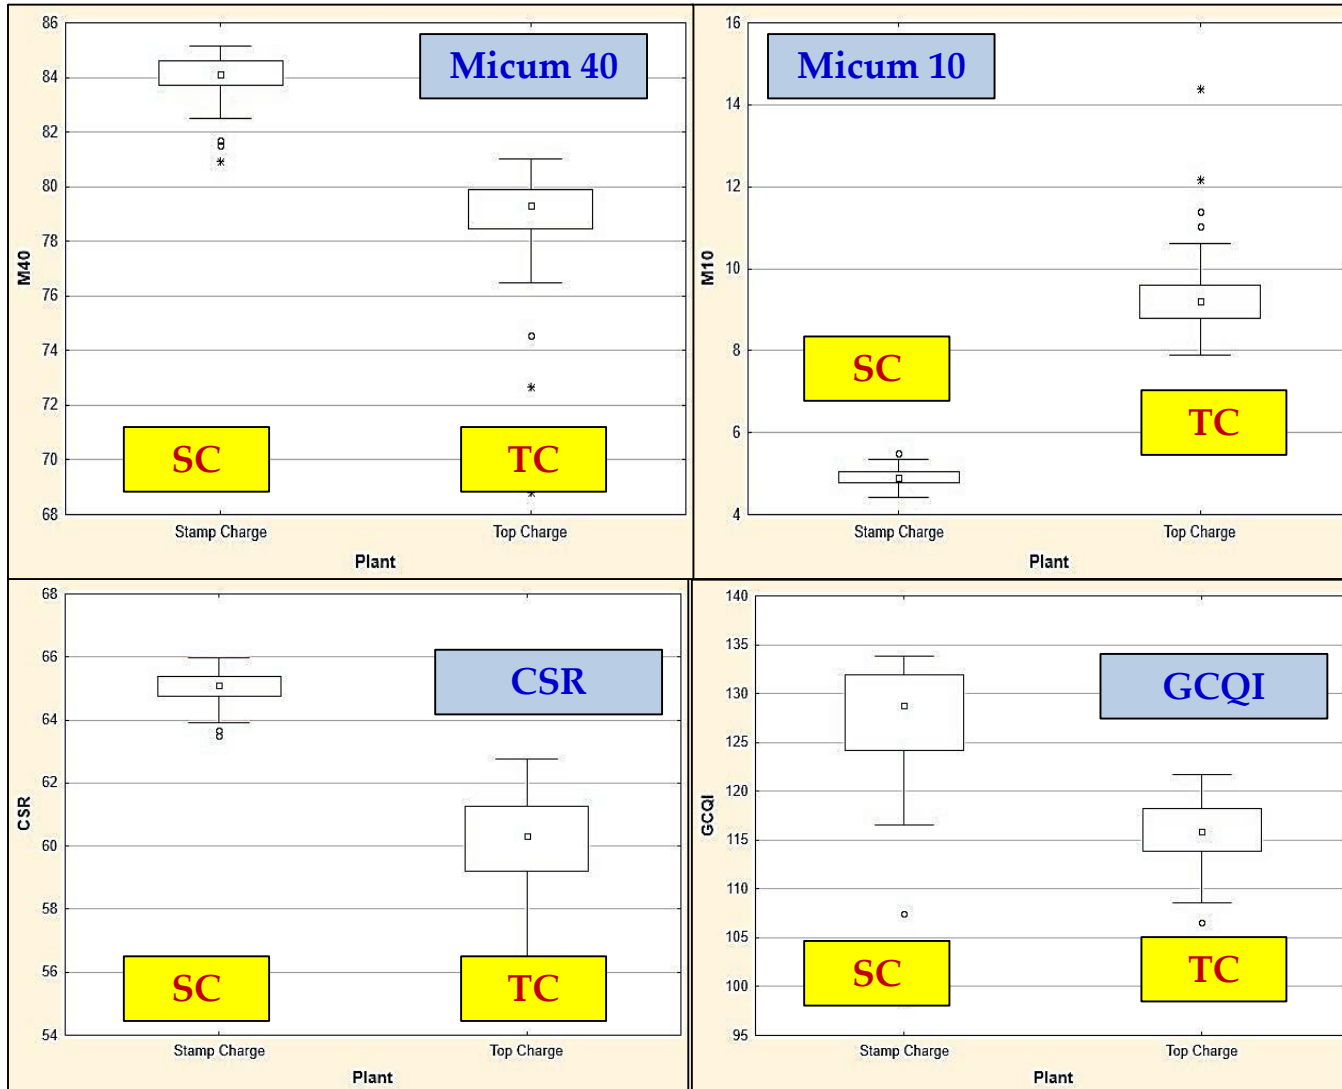 86
84
82
80
78
76
74
72
70
68
M40
Micum 40
SC
TC
Stamp Charge
Top Charge
Plant
16
14
12
10
8
6
4
M10
Micum 10
SC
TC
Stamp Charge
Top Charge
Plant
68
66
64
62
60
58
56
54
CSR
CSR
SC
TC
Stamp Charge
Top Charge
Plant
140
135
130
125
120
115
110
105
100
95
GCQI
GCQI
SC
TC
Stamp Charge
Top Charge
Plant